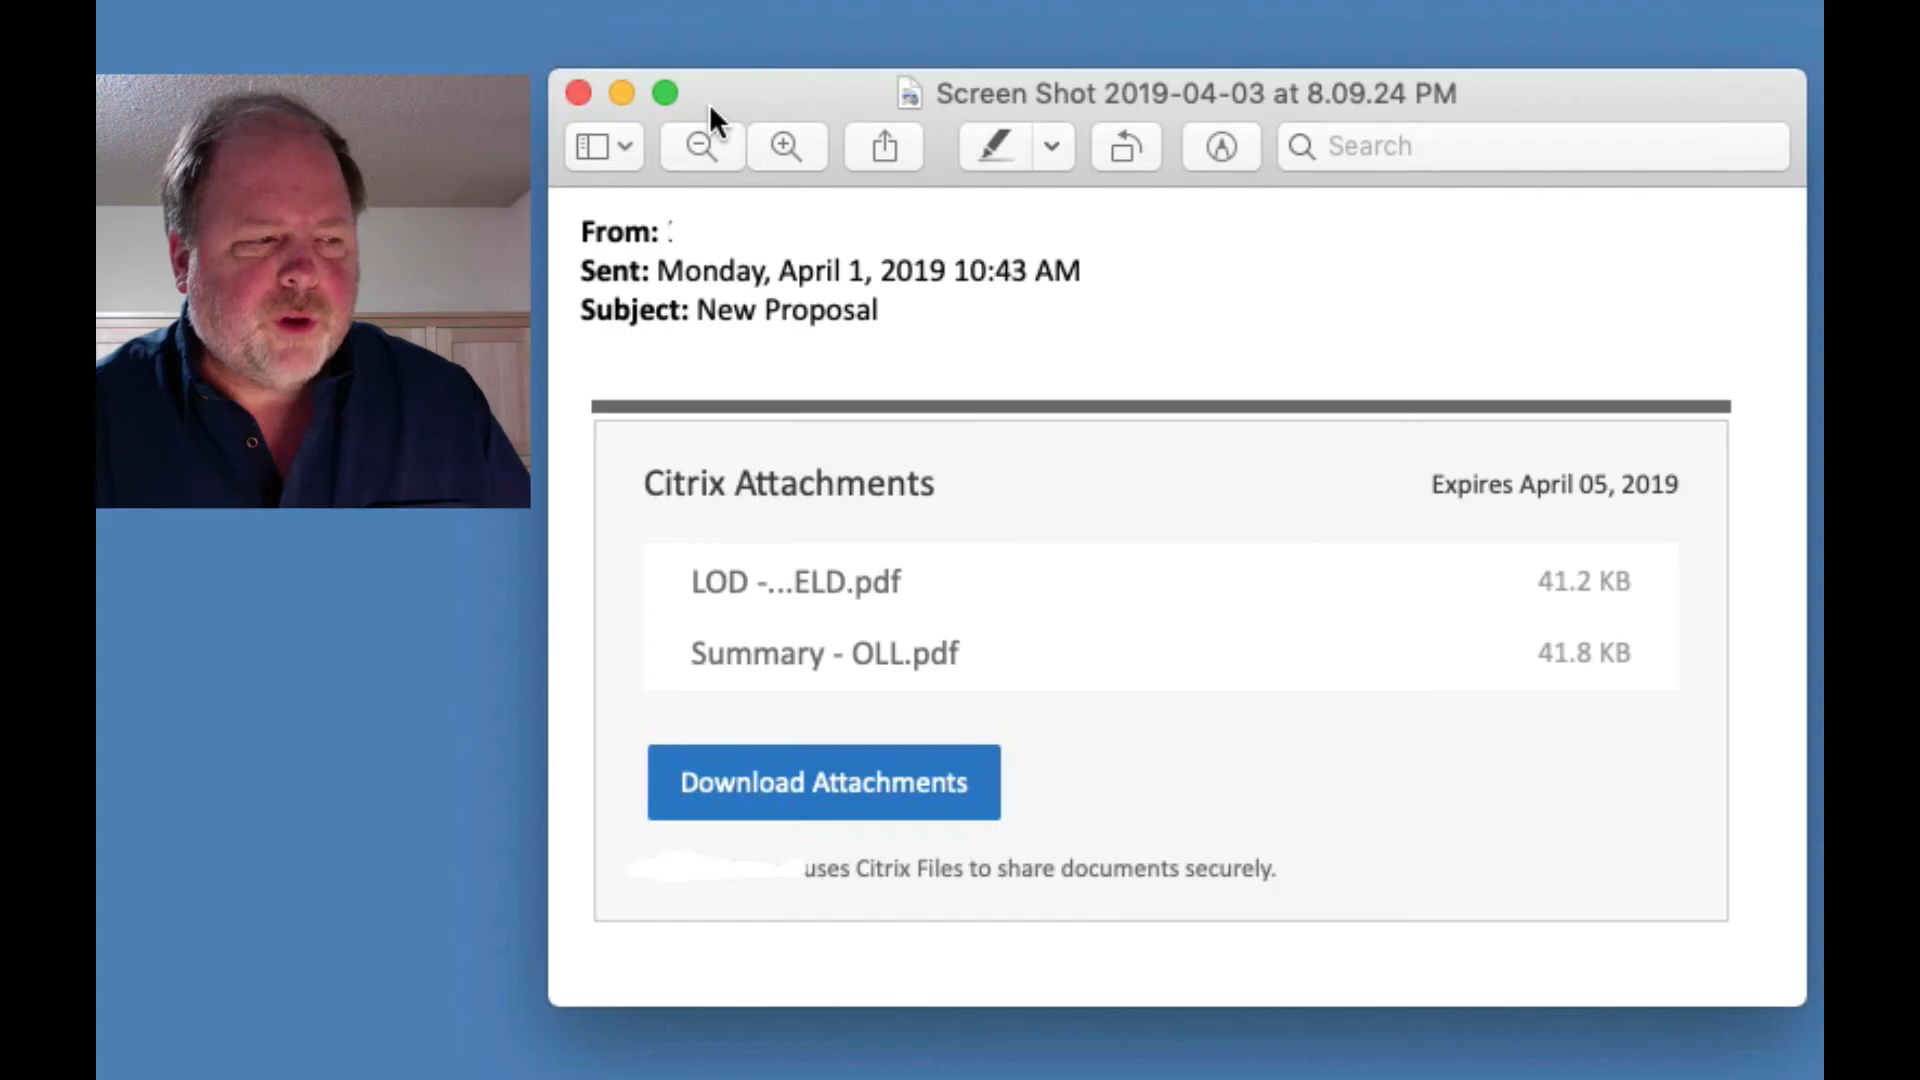 Screen Shot 2019-04-03 at 8.09.24 PM
Search
From:
Sent: Monday, April 1, 2019 10:43 AM
Subject: New Proposal
Citrix Attachments
Expires April 05, 2019
LOD -...ELD.pdf
41.2 KB
Summary - OLL.pdf
41.8 KB
Download Attachments
uses Citrix Files to share documents securely.